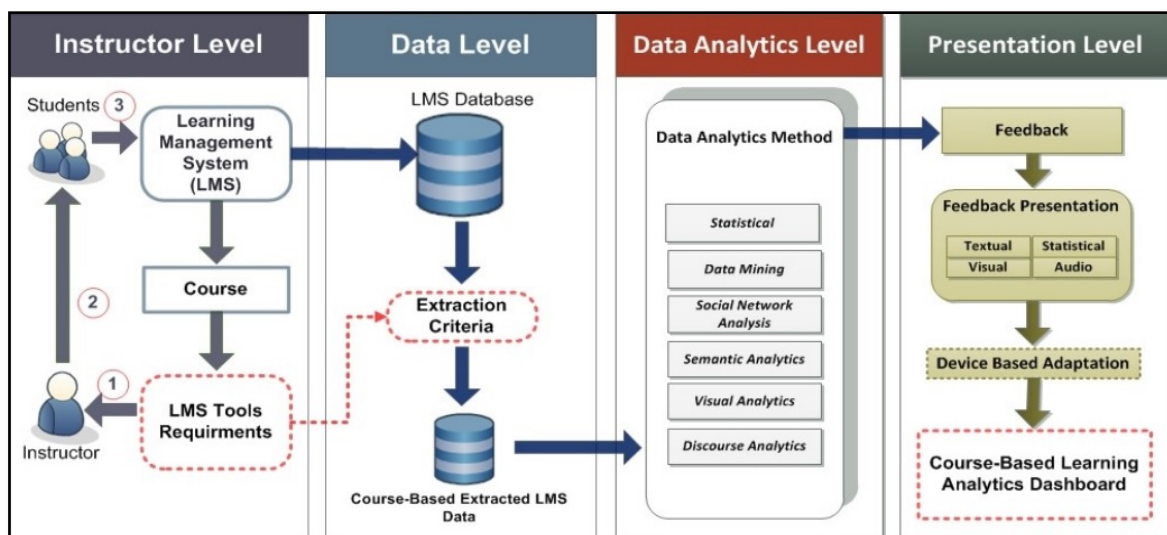 Instructor Level
Students
3
Learning
Management
System
(LMS)
Course
2
1
LMS Tools
Requirments
Instructor
Data Level
LMS Database
Extraction
Criteria
Course-Based Extracted LMS
Data
Data Analytics Level
Data Analytics Method
Statistical
Data Mining
Social Network
Analysis
Semantic Analytics
Visual Analytics
Discourse Analytics
Presentation Level
Feedback
Feedback Presentation
Textual
Statistical
Visual
Audio
Device Based Adaptation
Course-Based Learning
Analytics Dashboard